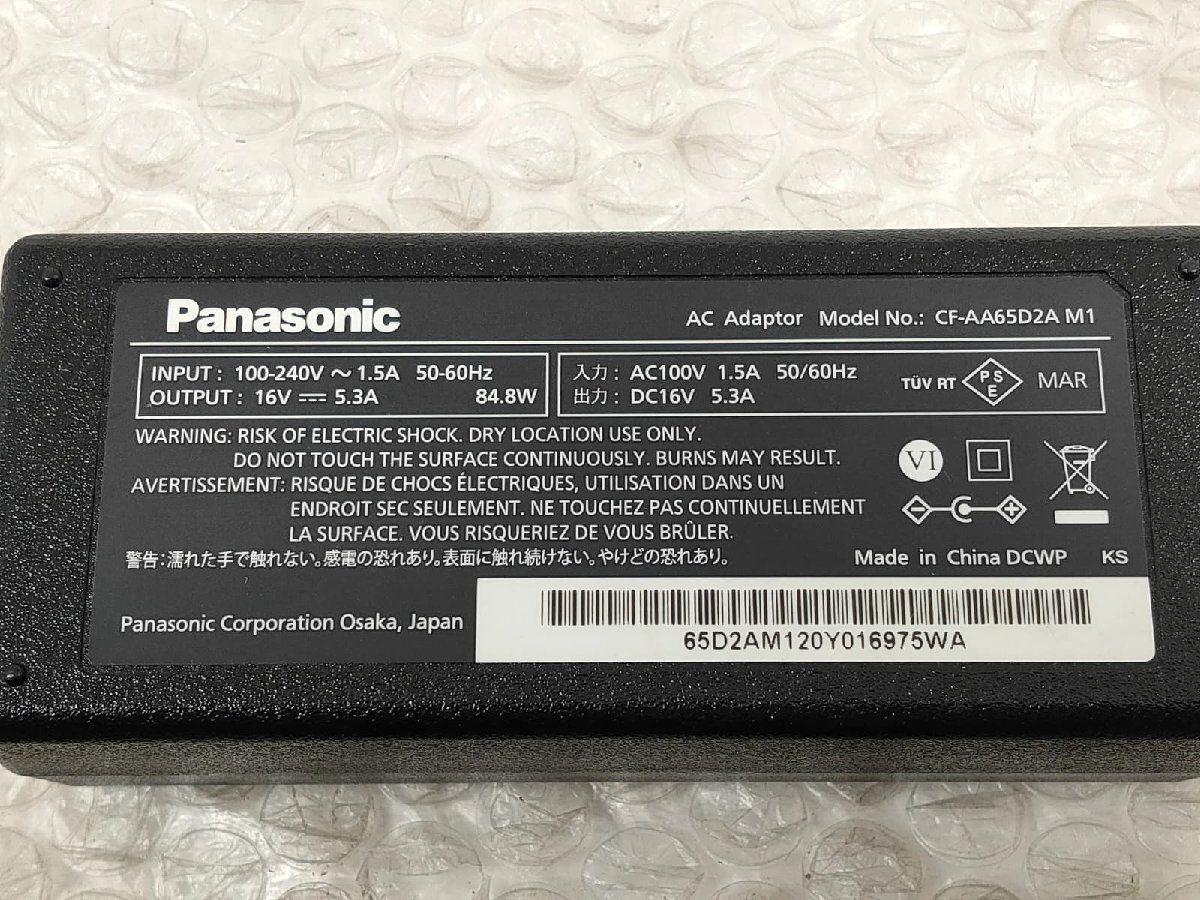 Panasonic
AC Adaptor Model No.: CF-AA65D2A M1
INPUT: 100-240V ～ 1.5A 50-60Hz
OUTPUT: 16V ⎓ 5.3A 84.8W
入力: AC100V 1.5A 50/60Hz
出力: DC16V 5.3A
TÜV RT
PSE
MAR
WARNING: RISK OF ELECTRIC SHOCK. DRY LOCATION USE ONLY.
DO NOT TOUCH THE SURFACE CONTINUOUSLY. BURNS MAY RESULT.
AVERTISSEMENT: RISQUE DE CHOCS ÉLECTRIQUES, UTILISATION DANS UN
ENDROIT SEC SEULEMENT. NE TOUCHEZ PAS CONTINUELLEMENT
LA SURFACE. VOUS RISQUERIEZ DE VOUS BRÛLER.
警告:濡れた手で触れない。感電の恐れあり。表面に触れ続けない。やけどの恐れあり。
VI
Made in China DCWP KS
Panasonic Corporation Osaka, Japan
65D2AM120Y016975WA